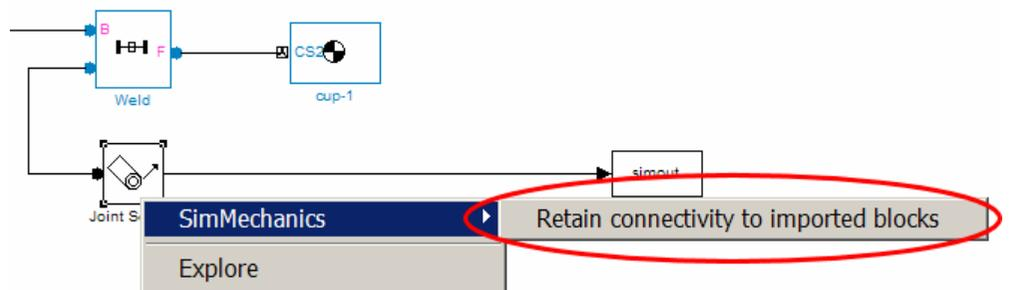 B
F
CS2
Weld
cup-1
simout
Joint S
SimMechanics
Retain connectivity to imported blocks
Explore